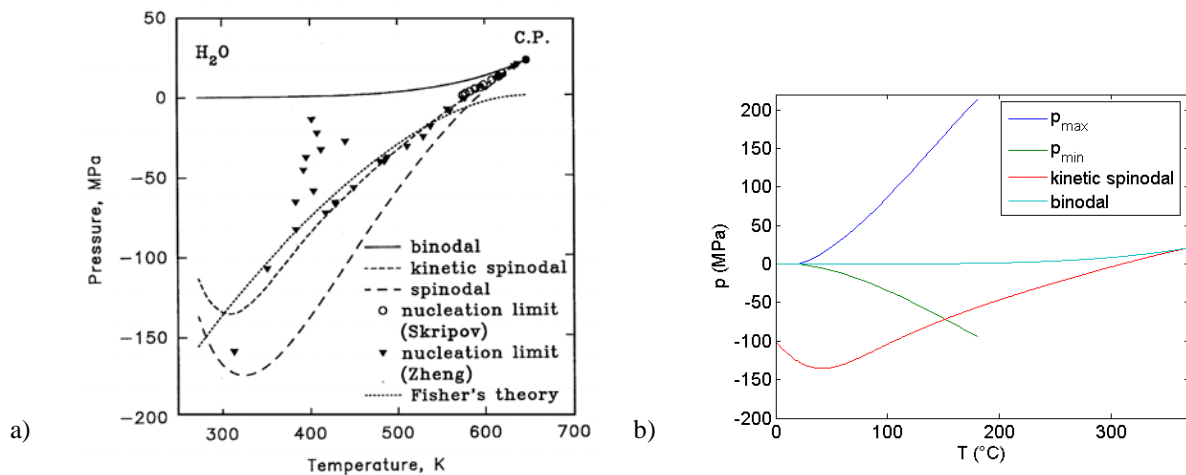 50
0
−50
−100
−150
−200
300
400
500
600
700
Pressure, MPa
Temperature, K
H₂O
C.P.
binodal
kinetic spinodal
spinodal
nucleation limit
(Skripov)
nucleation limit
(Zheng)
Fisher's theory
a)
200
150
100
50
0
-50
-100
-150
-200
0
100
200
300
p (MPa)
T (°C)
pmax
pmin
kinetic spinodal
binodal
b)